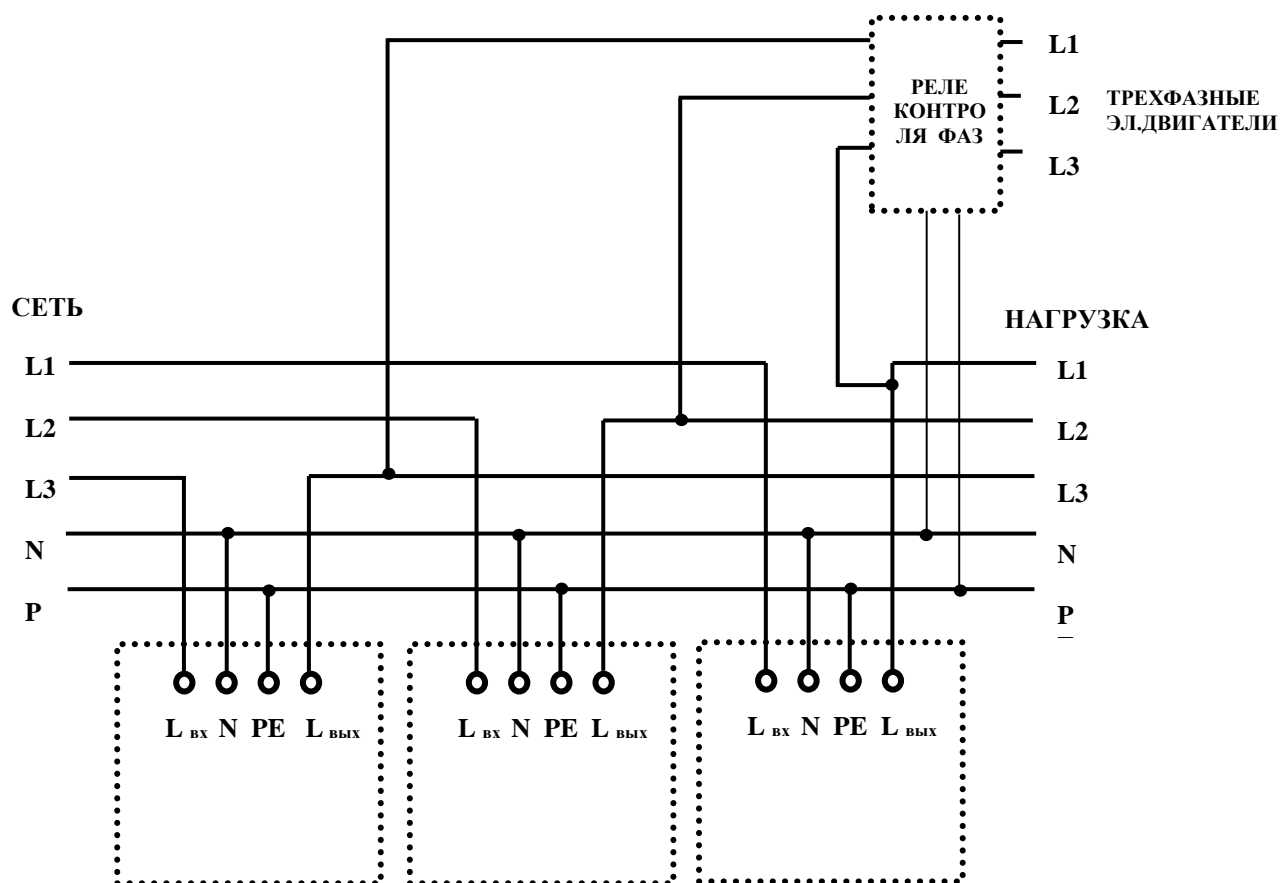 РЕЛЕ
КОНТРО
ЛЯ ФАЗ
L1
L2
L3
ТРЕХФАЗНЫЕ
ЭЛ.ДВИГАТЕЛИ
СЕТЬ
L1
L2
L3
N
P
НАГРУЗКА
L1
L2
L3
N
P
L вх N PE L вых
L вх N PE L вых
L вх N PE L вых